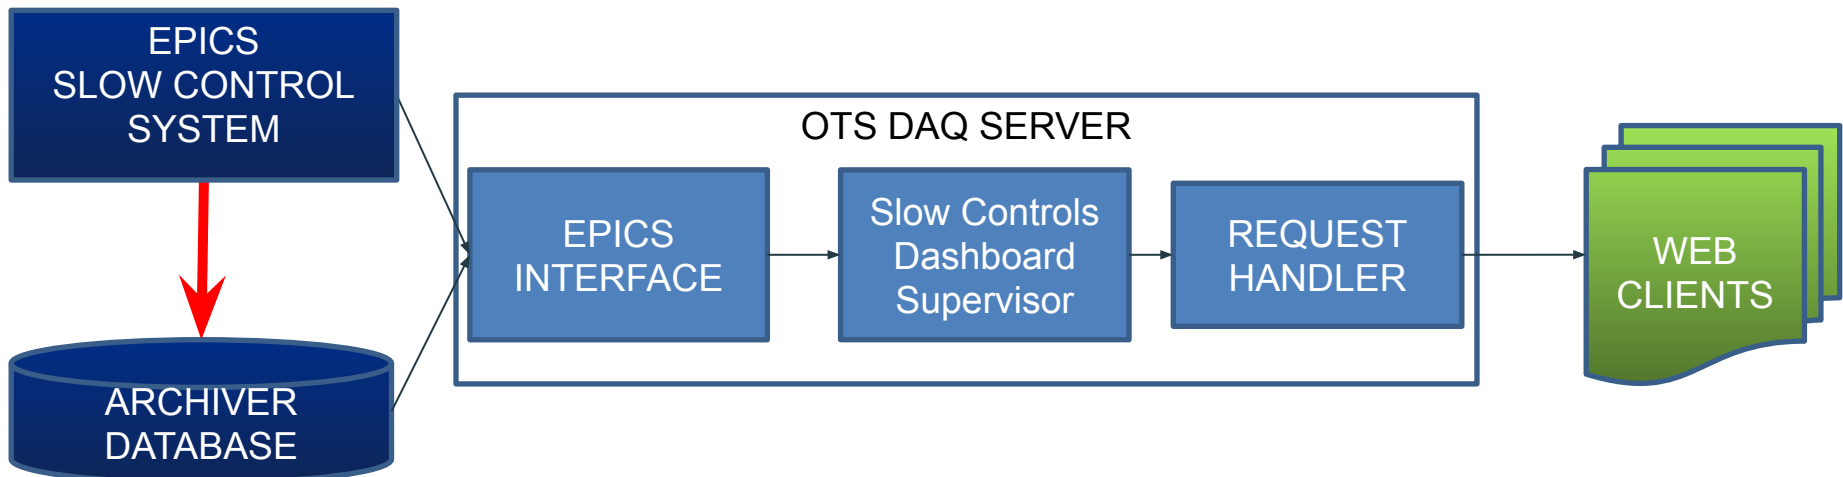 EPICS
SLOW CONTROL
SYSTEM
ARCHIVER
DATABASE
OTS DAQ SERVER
EPICS
INTERFACE
Slow Controls
Dashboard
Supervisor
REQUEST
HANDLER
WEB
CLIENTS